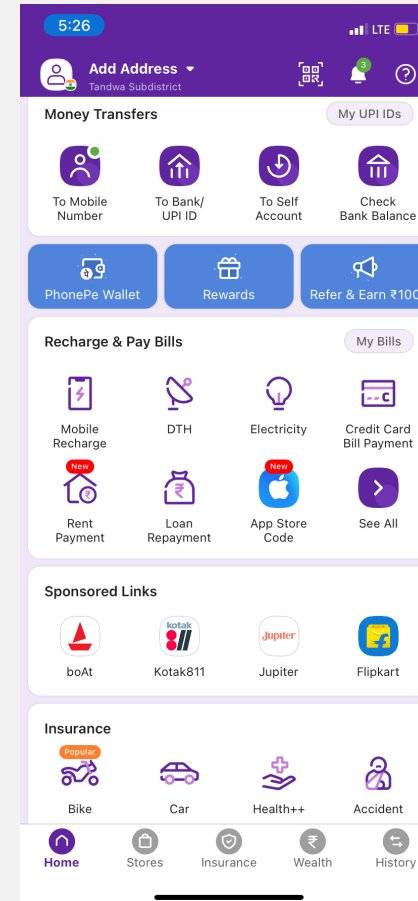 5:26
LTE
Add Address
Tandwa Subdistrict
3
?
Money Transfers
My UPI IDs
To Mobile
Number
To Bank/
UPI ID
To Self
Account
Check
Bank Balance
PhonePe Wallet
Rewards
Refer & Earn ₹100
Recharge & Pay Bills
My Bills
Mobile
Recharge
DTH
Electricity
Credit Card
Bill Payment
New
Rent
Payment
Loan
Repayment
New
App Store
Code
See All
Sponsored Links
kotak
811
Jupiter
boAt
Kotak811
Jupiter
Flipkart
Insurance
Popular
Bike
Car
Health++
Accident
Home
Stores
Insurance
Wealth
History